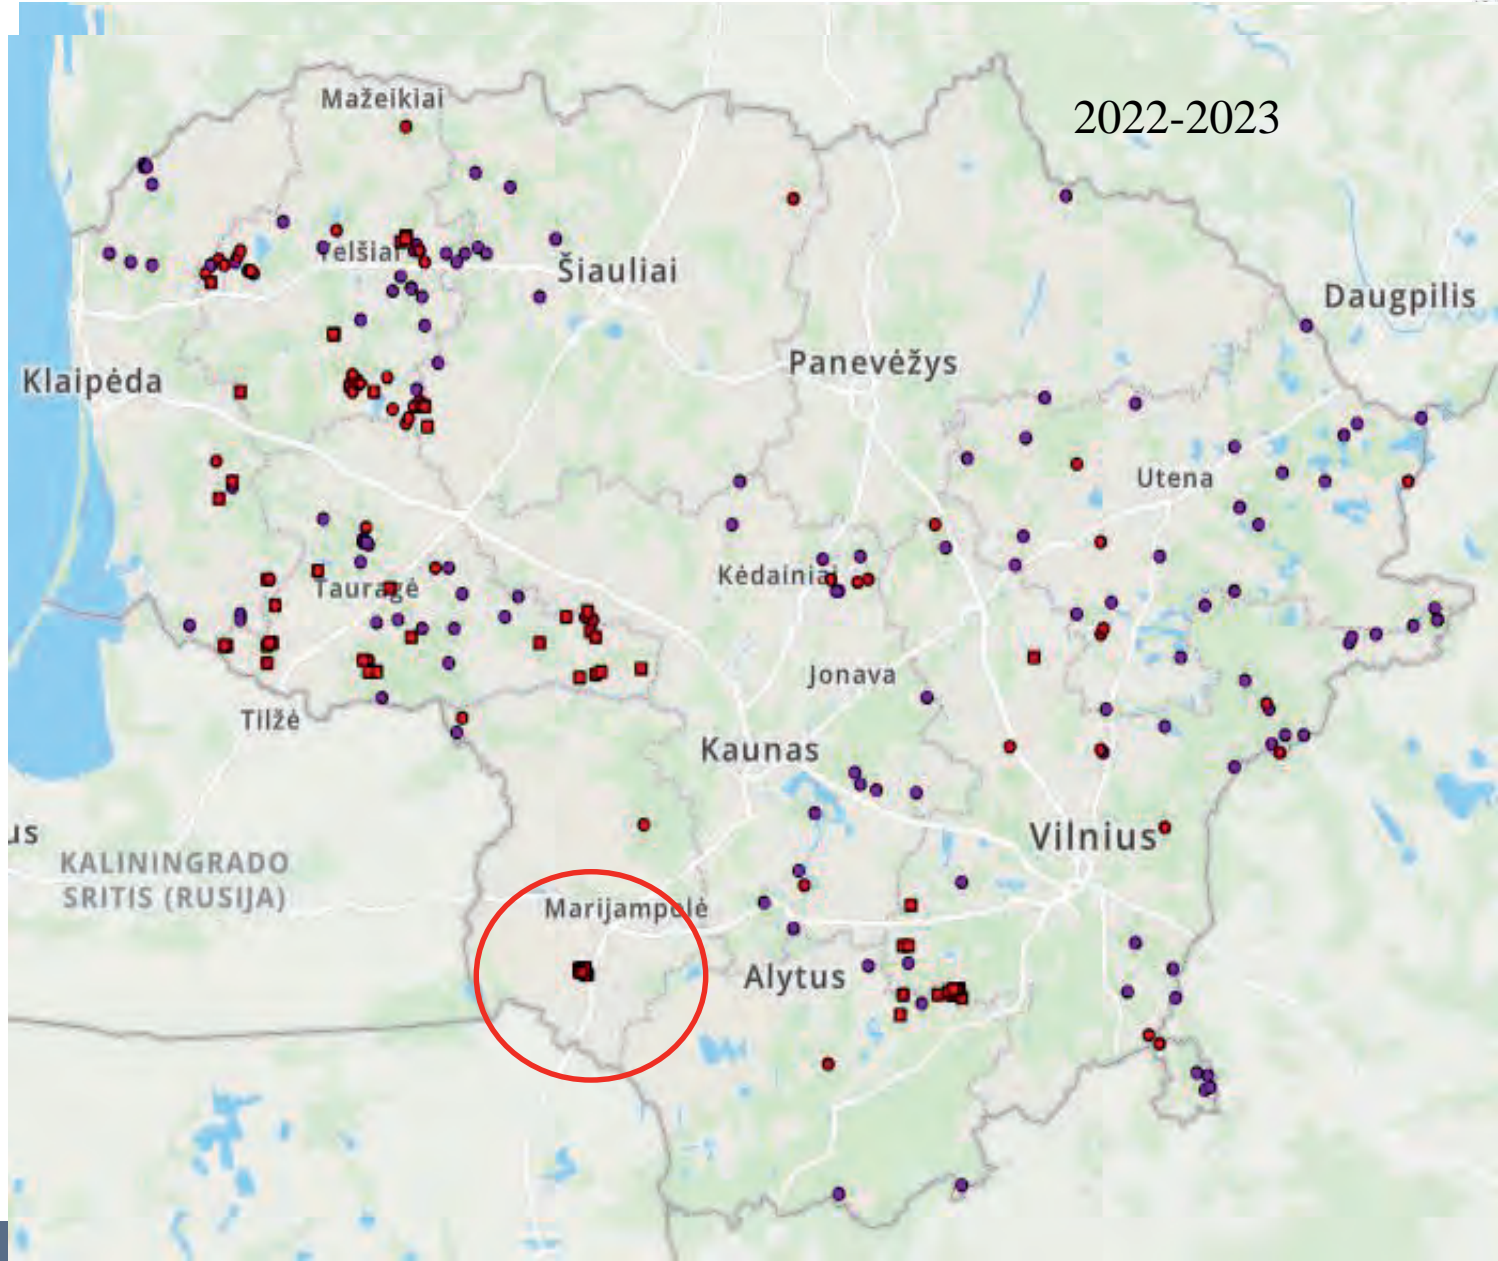 2022-2023
Mažeikiai
Telšiai
Šiauliai
Daugpilis
Panevėžys
Klaipėda
Utena
Kėdainiai
Tauragė
Jonava
Tilžė
Kaunas
Vilnius
us
KALININGRADO
SRITIS (RUSIJA)
Marijampolė
Alytus